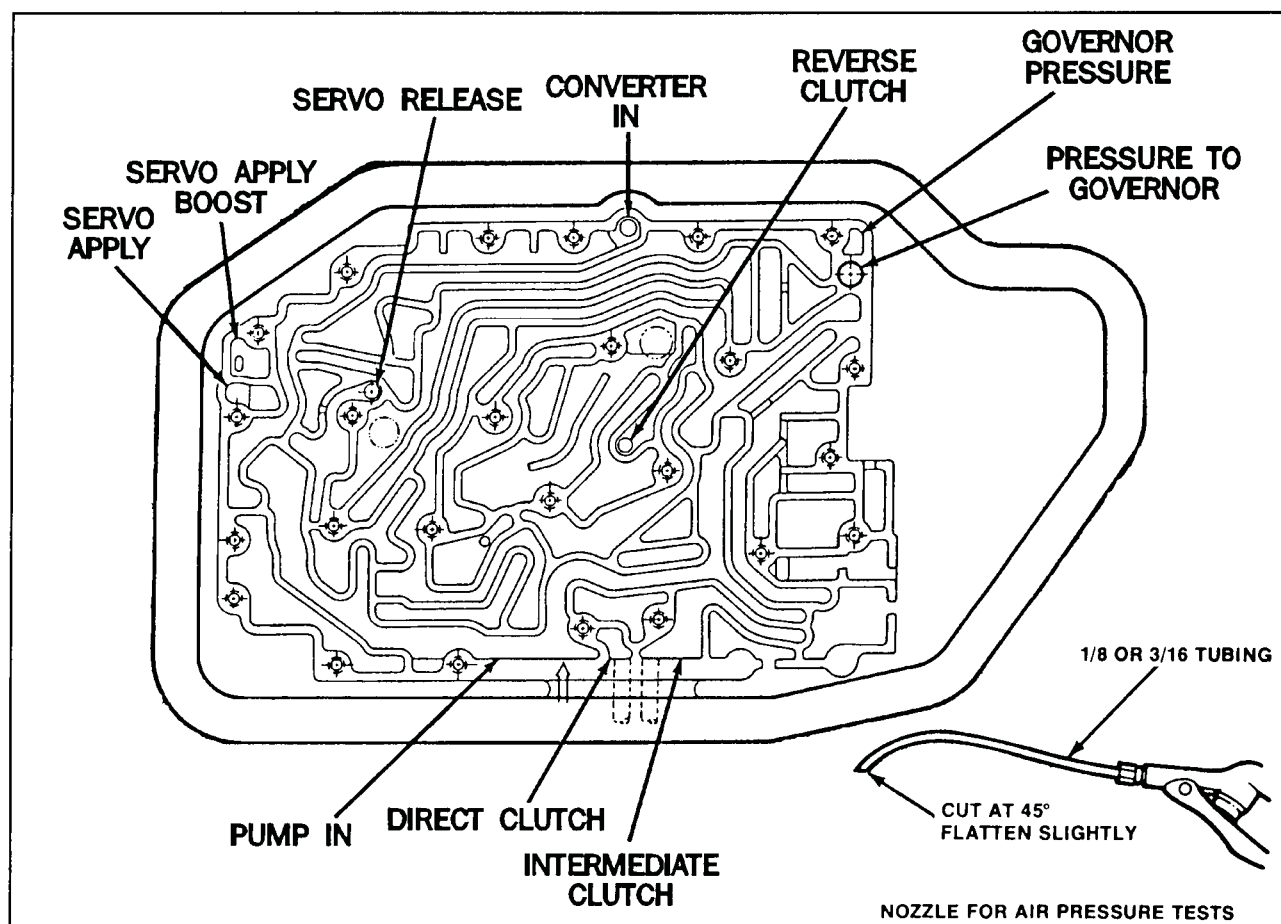 GOVERNOR
PRESSURE
REVERSE
CLUTCH
CONVERTER
IN
SERVO RELEASE
PRESSURE TO
GOVERNOR
SERVO APPLY
BOOST
SERVO
APPLY
1/8 OR 3/16 TUBING
CUT AT 45°
FLATTEN SLIGHTLY
PUMP IN
DIRECT CLUTCH
INTERMEDIATE
CLUTCH
NOZZLE FOR AIR PRESSURE TESTS